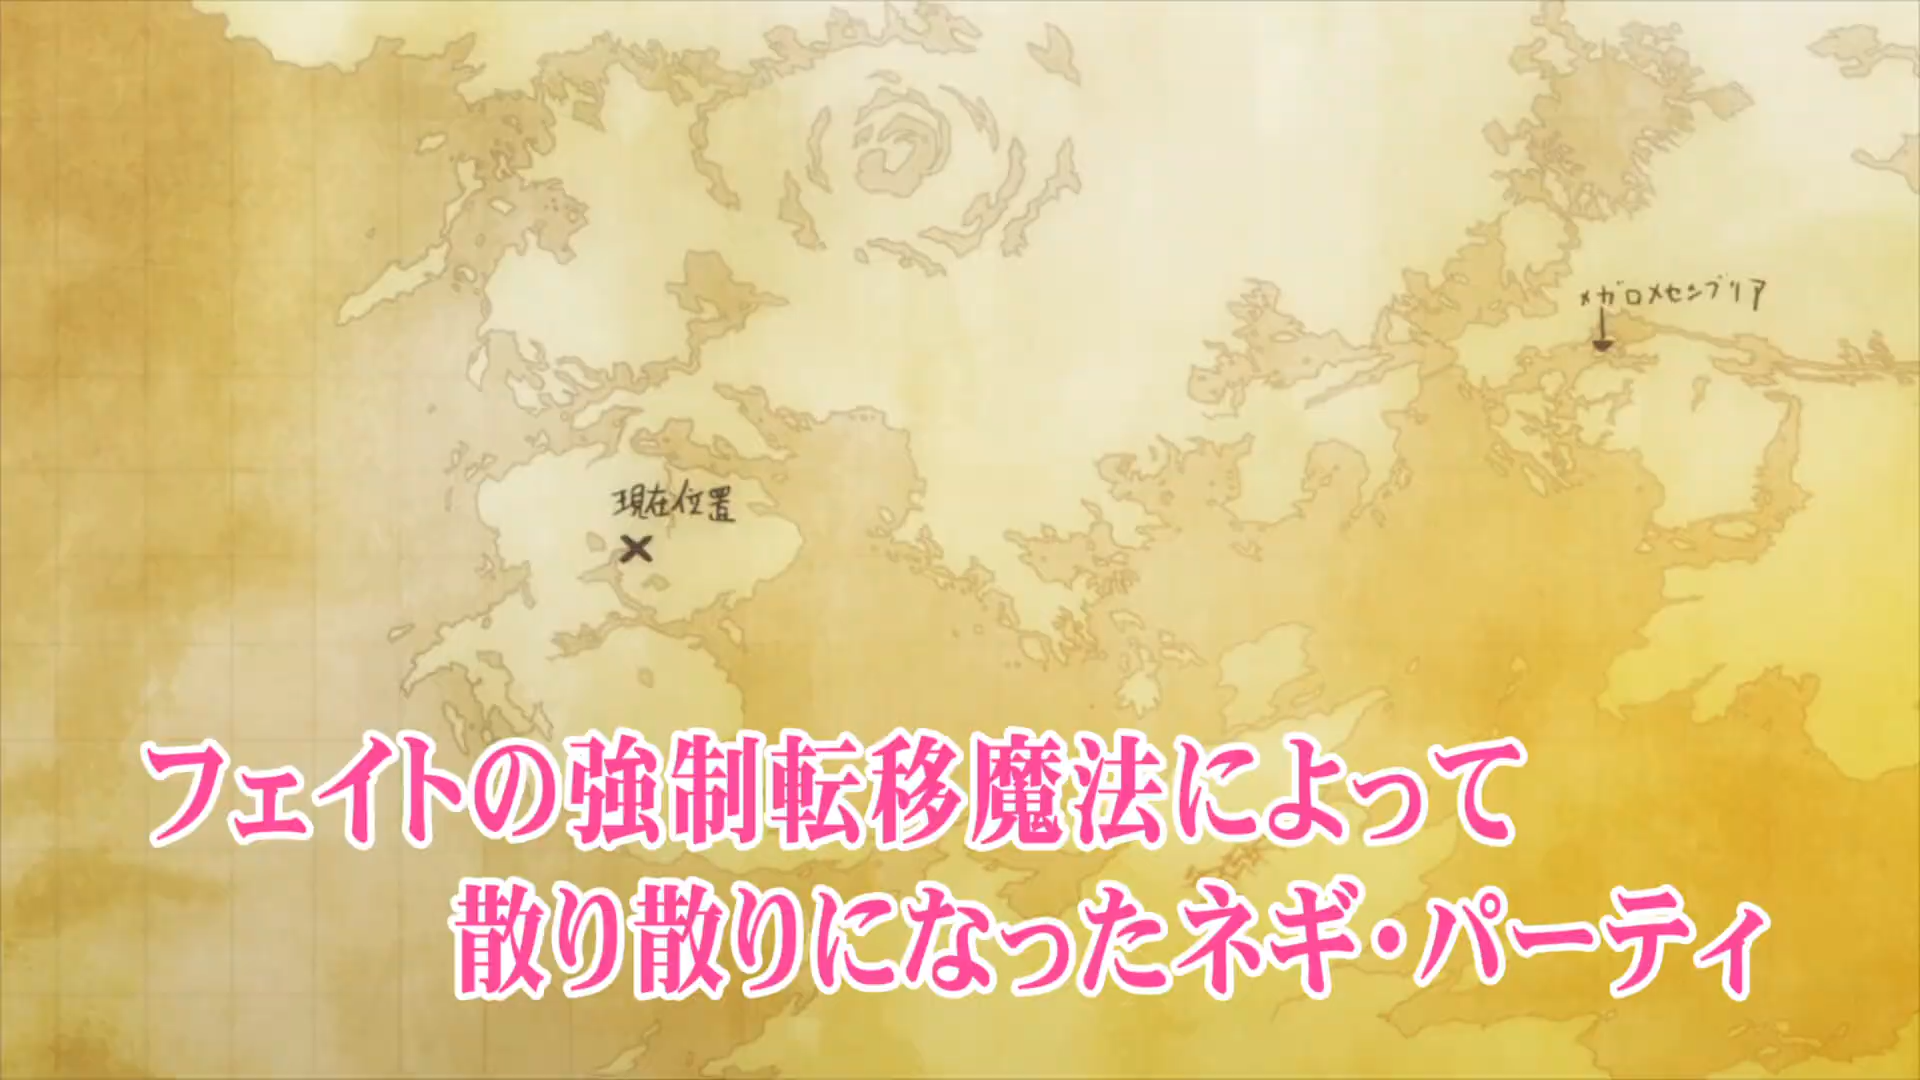 メガロメセンブリア
現在位置
フェイトの強制転移魔法によって
散り散りになったネギ・パーティ